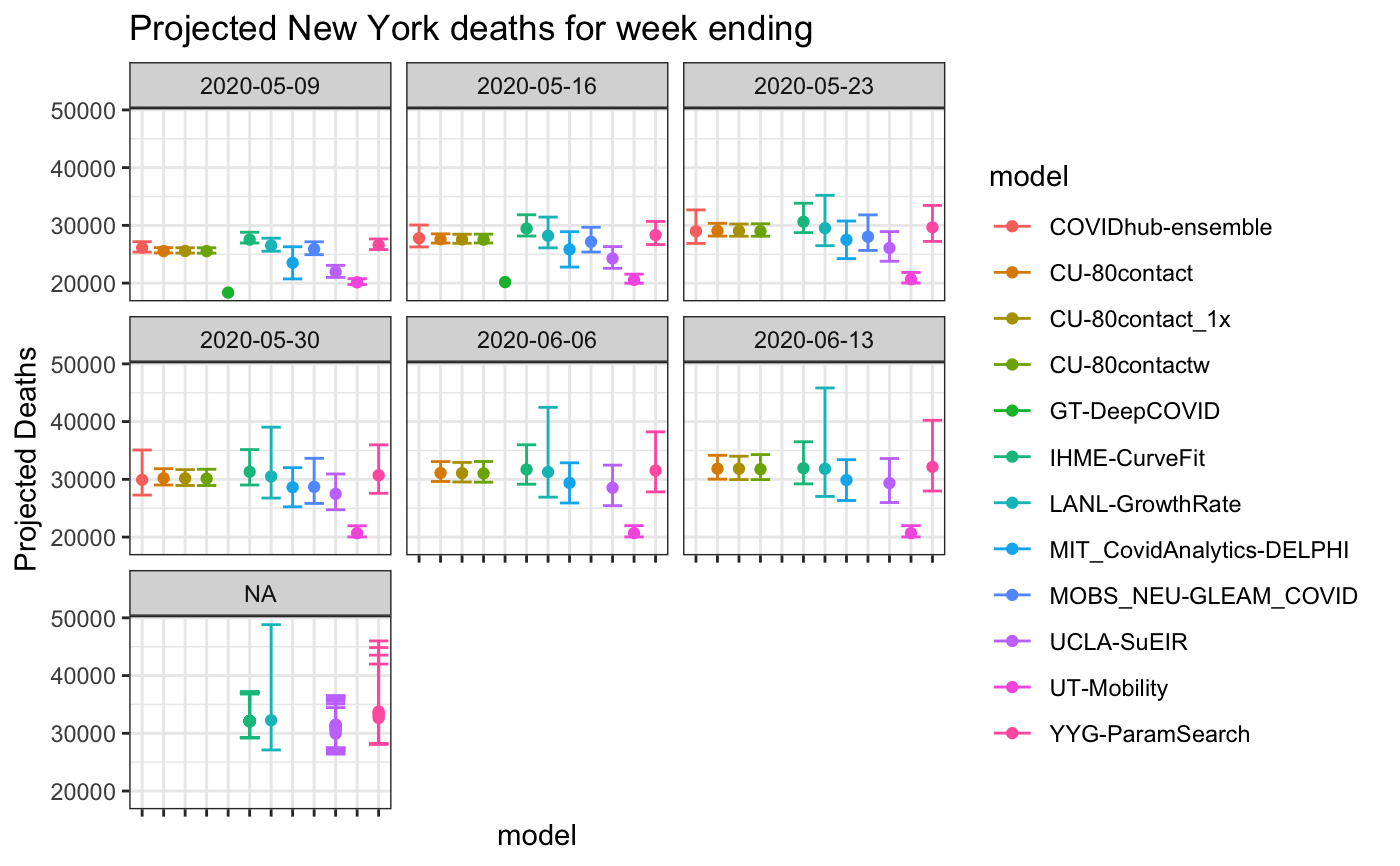 Projected New York deaths for week ending
2020-05-09
2020-05-16
2020-05-23
50000
40000
30000
20000
2020-05-30
2020-06-06
2020-06-13
50000
40000
30000
20000
NA
50000
40000
30000
20000
Projected Deaths
model
model
COVIDhub-ensemble
CU-80contact
CU-80contact_1x
CU-80contactw
GT-DeepCOVID
IHME-CurveFit
LANL-GrowthRate
MIT_CovidAnalytics-DELPHI
MOBS_NEU-GLEAM_COVID
UCLA-SuEIR
UT-Mobility
YYG-ParamSearch